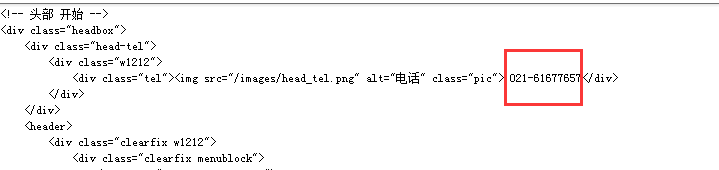 <!-- 头部 开始 -->
<div class="headbox">
<div class="head-tel">
<div class="w1212">
<div class="tel"><img src="/images/head_tel.png" alt="电话" class="pic"> 021-61677657</div>
</div>
</div>
<header>
<div class="clearfix w1212">
<div class="clearfix menublock">